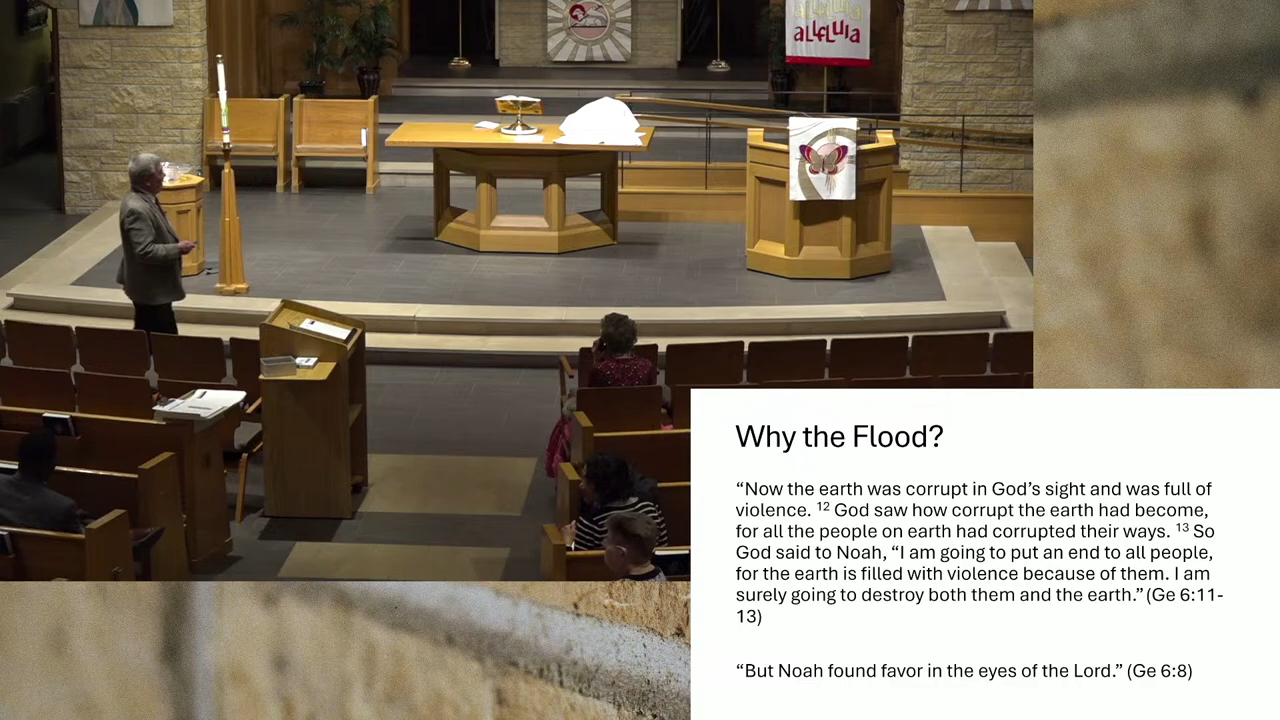 alleluia
alleluia
Why the Flood?
“Now the earth was corrupt in God’s sight and was full of
violence. ¹² God saw how corrupt the earth had become,
for all the people on earth had corrupted their ways. ¹³ So
God said to Noah, “I am going to put an end to all people,
for the earth is filled with violence because of them. I am
surely going to destroy both them and the earth.” (Ge 6:11-
13)
“But Noah found favor in the eyes of the Lord.” (Ge 6:8)